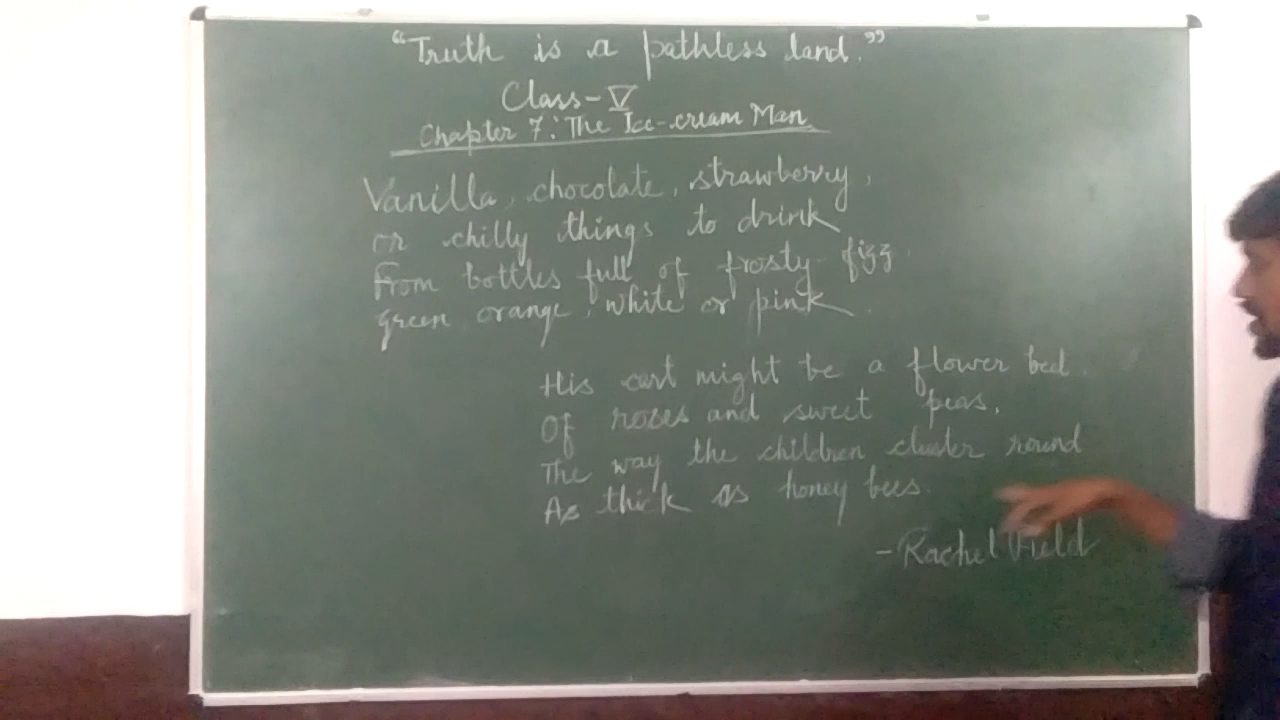 "Truth is a pathless land."
Class-V
Chapter 7: The Ice-cream Man
Vanilla, chocolate, strawberry,
or chilly things to drink
From bottles full of frosty fizz.
green orange, white or pink.
His cart might be a flower bed.
Of roses and sweet peas.
The way the children cluster round
As thick as honey bees.
- Rachel Field